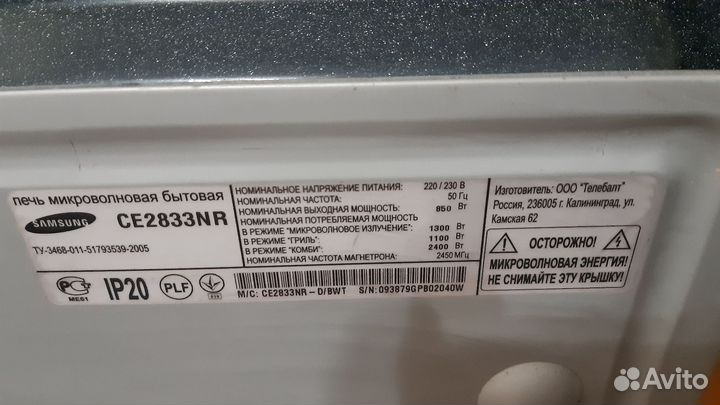 печь микроволновая бытовая
SAMSUNG CE2833NR
ТУ-3468-011-51793539-2005
МЕ61 IP20 PLF
НОМИНАЛЬНОЕ НАПРЯЖЕНИЕ ПИТАНИЯ: 220 / 230 В
НОМИНАЛЬНАЯ ЧАСТОТА: 50 Гц
НОМИНАЛЬНАЯ ВЫХОДНАЯ МОЩНОСТЬ: 850 Вт
НОМИНАЛЬНАЯ ПОТРЕБЛЯЕМАЯ МОЩНОСТЬ
В РЕЖИМЕ "МИКРОВОЛНОВОЕ ИЗЛУЧЕНИЕ": 1300 Вт
В РЕЖИМЕ "ГРИЛЬ": 1100 Вт
В РЕЖИМЕ "КОМБИ": 2400 Вт
НОМИНАЛЬНАЯ ЧАСТОТА МАГНЕТРОНА: 2450 МГц
M/C: CE2833NR-D/BWT S/N: 093879GPB02040W
Изготовитель: ООО "Телебалт"
Россия, 236005 г. Калининград, ул.
Камская 62
ОСТОРОЖНО!
МИКРОВОЛНОВАЯ ЭНЕРГИЯ!
НЕ СНИМАЙТЕ ЭТУ КРЫШКУ!
Avito